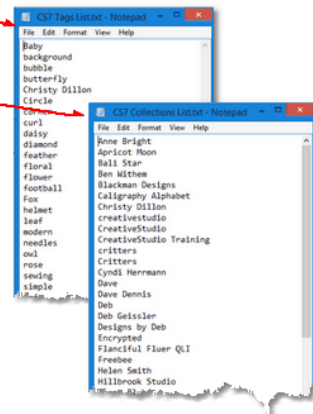 CS7 Tags List.txt - Notepad
File Edit Format View Help
Baby
background
bubble
butterfly
Christy Dillon
Circle
corner
curl
daisy
diamond
feather
floral
flower
football
Fox
helmet
leaf
modern
needles
owl
rose
sewing
simple
CS7 Collections List.txt - Notepad
File Edit Format View Help
Anne Bright
Apricot Moon
Bali Star
Ben Withem
Blackman Designs
Caligraphy Alphabet
Christy Dillon
creativestudio
CreativeStudio
CreativeStudio Training
critters
Critters
Cyndi Herrmann
Dave
Dave Dennis
Deb
Deb Geissler
Designs by Deb
Encrypted
Flanciful Fluer QLI
Freebee
Helen Smith
Hillbrook Studio